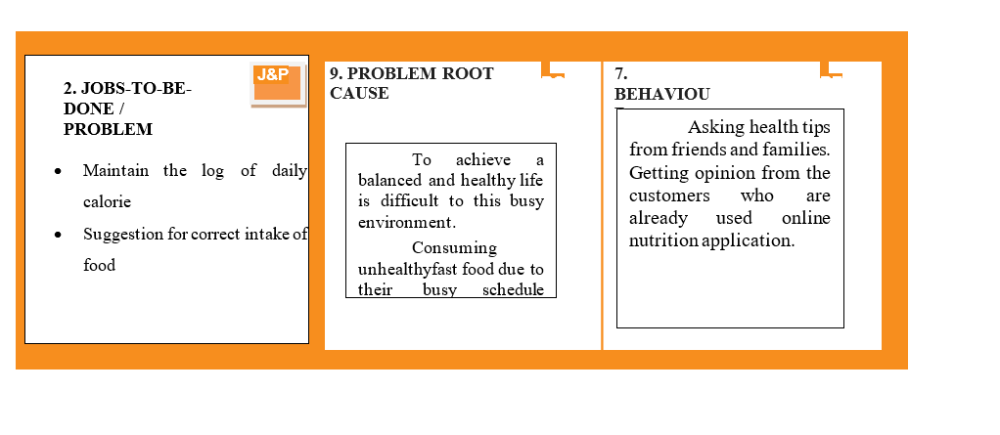 J&P
2. JOBS-TO-BE-
DONE /
PROBLEM
• Maintain the log of daily
calorie
• Suggestion for correct intake of
food
9. PROBLEM ROOT
CAUSE
To achieve a
balanced and healthy life
is difficult to this busy
environment.
Consuming
unhealthyfast food due to
their busy schedule
7.
BEHAVIOU
Asking health tips
from friends and families.
Getting opinion from the
customers who are
already used online
nutrition application.